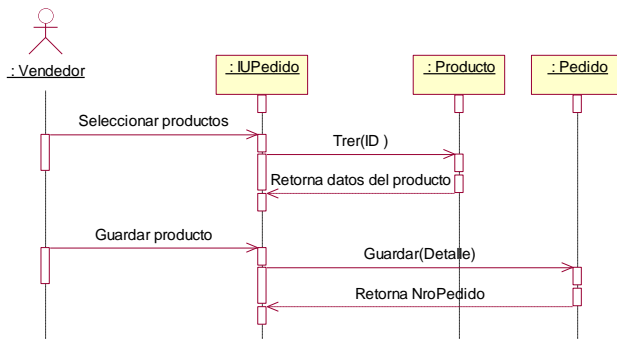 : Vendedor
: IUPedido
: Producto
: Pedido
Seleccionar productos
Trer(ID )
Retorna datos del producto
Guardar producto
Guardar(Detalle)
Retorna NroPedido